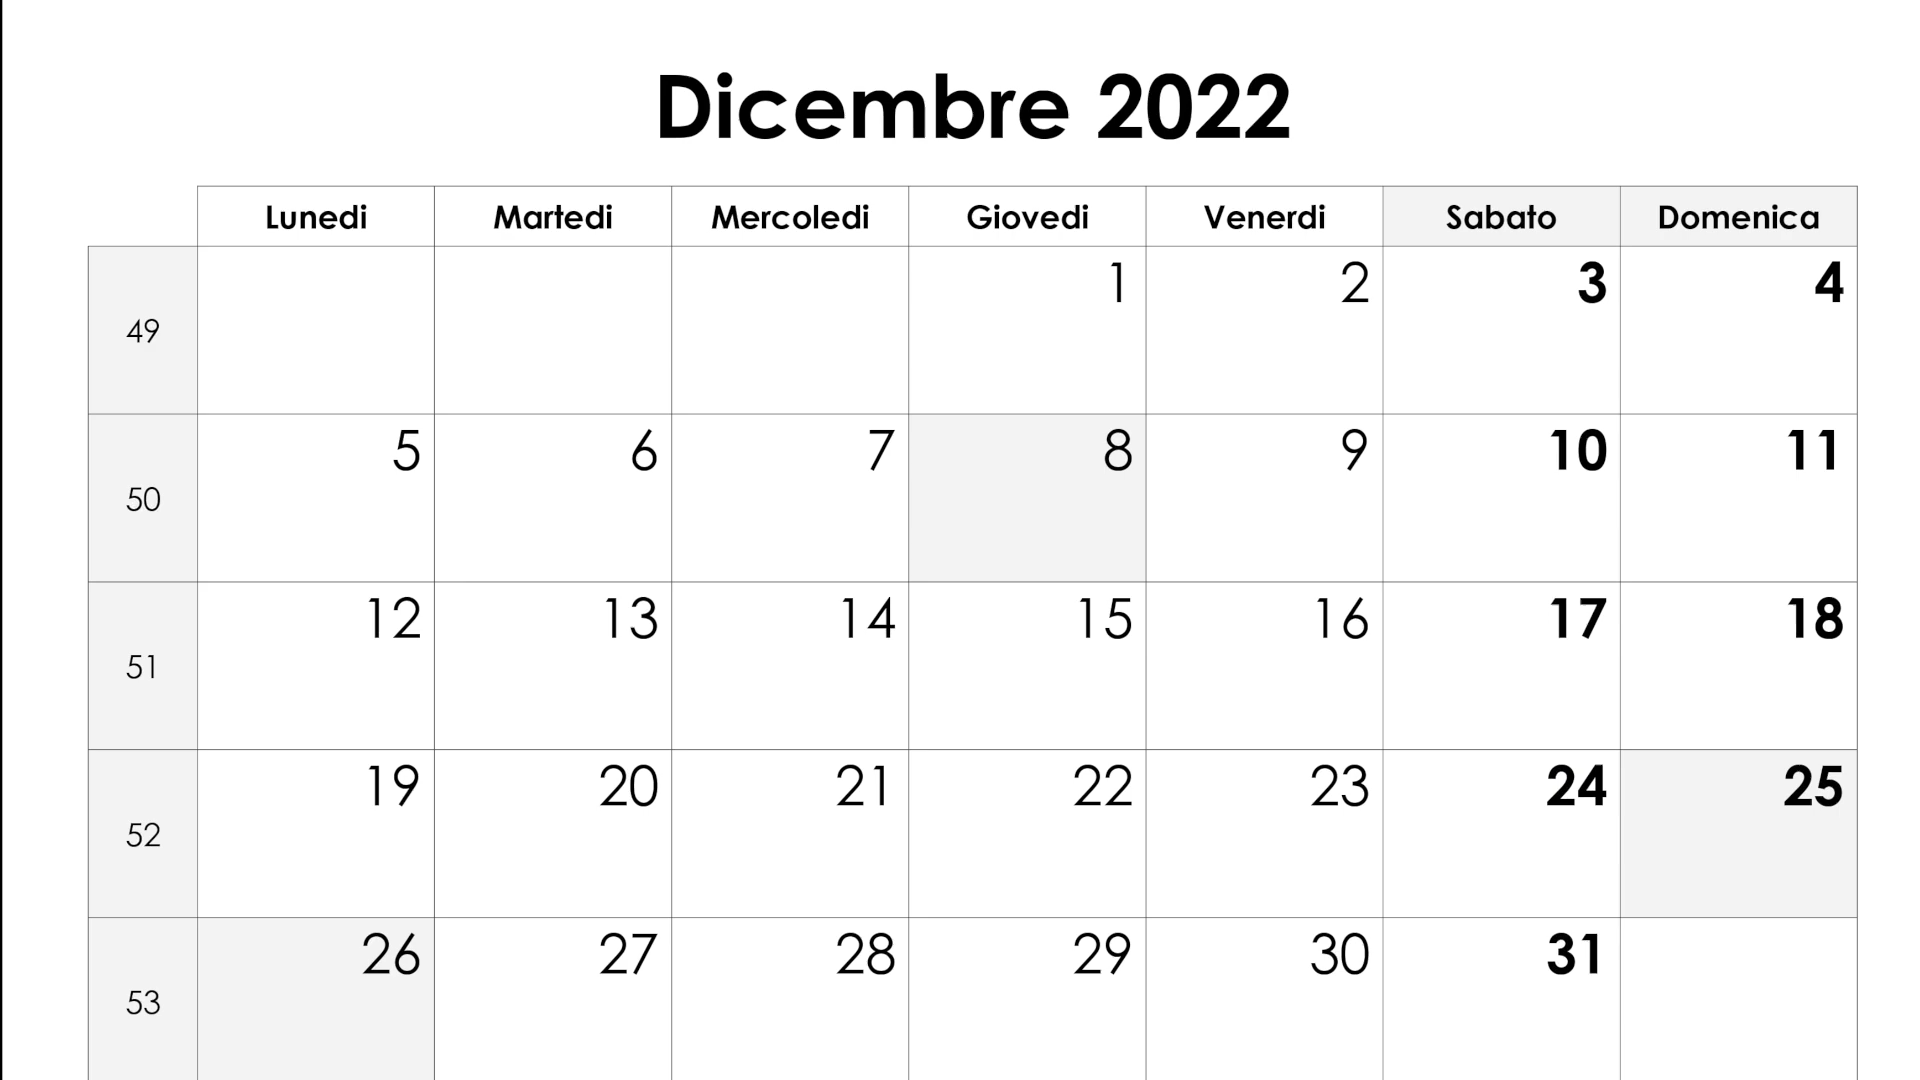 Dicembre 2022
Lunedi Martedi Mercoledi Giovedi Venerdi Sabato Domenica
49 1 2 3 4
50 5 6 7 8 9 10 11
51 12 13 14 15 16 17 18
52 19 20 21 22 23 24 25
53 26 27 28 29 30 31